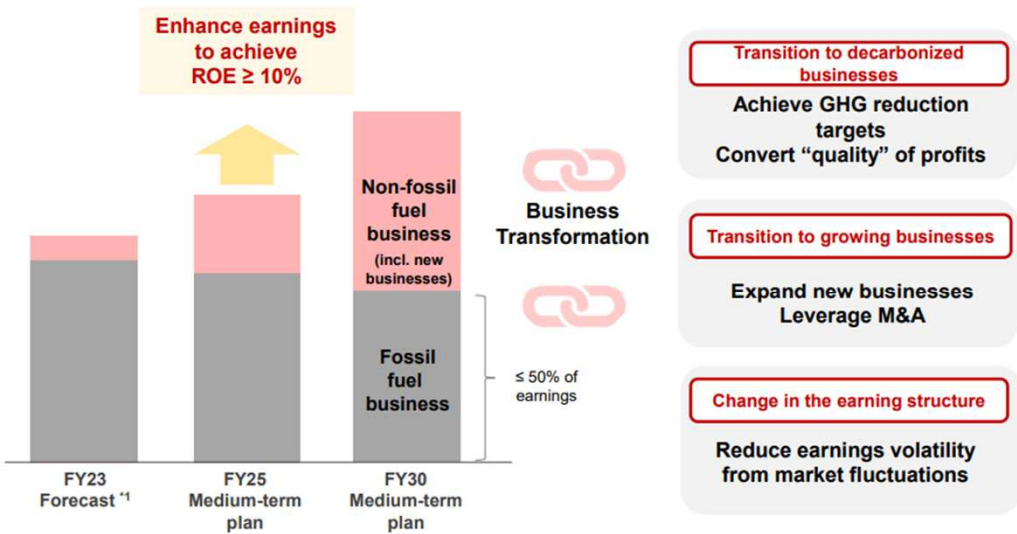 Enhance earnings
to achieve
ROE ≥ 10%
Non-fossil
fuel
business
(incl. new
businesses)
Fossil
fuel
business
≤ 50% of
earnings
FY23
Forecast *1
FY25
Medium-term
plan
FY30
Medium-term
plan
Business
Transformation
Transition to decarbonized
businesses
Achieve GHG reduction
targets
Convert “quality” of profits
Transition to growing businesses
Expand new businesses
Leverage M&A
Change in the earning structure
Reduce earnings volatility
from market fluctuations